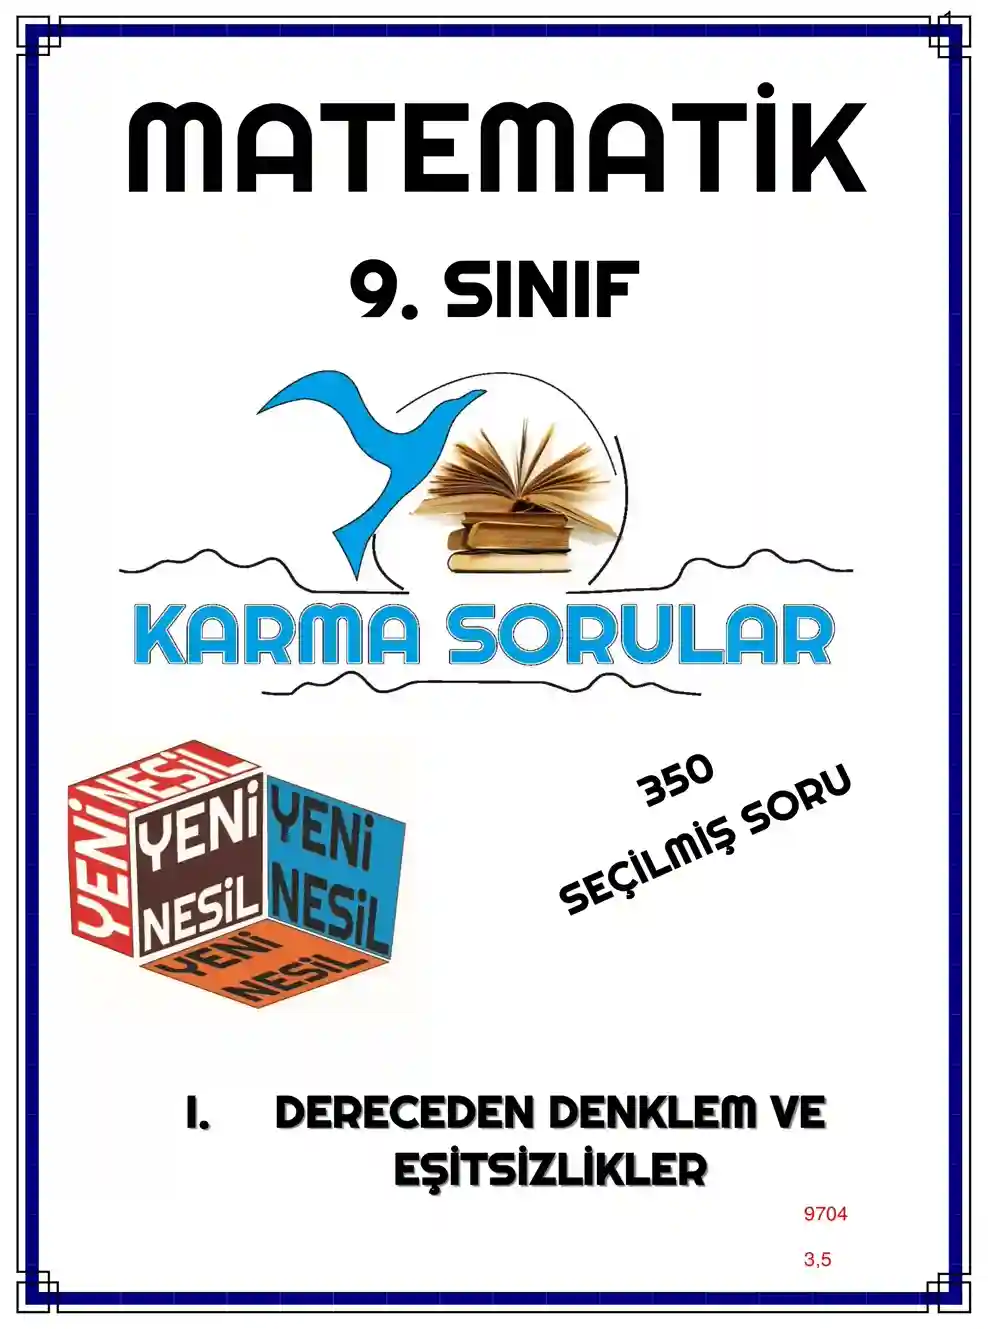 1
MATEMATİK
9. SINIF
KARMA SORULAR
YENİ NESİL
YENİ
NESİL
YENİ
NESİL
YENİ
NESİL
350
SEÇİLMİŞ SORU
I. DERECEDEN DENKLEM VE
EŞİTSİZLİKLER
9704
3,5